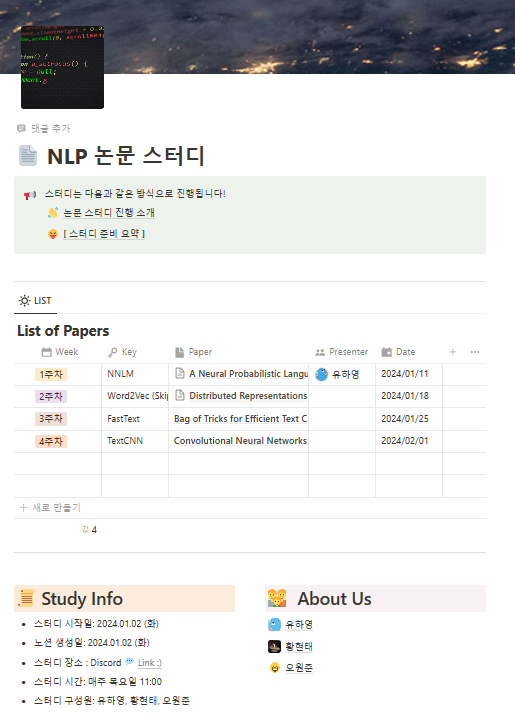 댓글 추가
NLP 논문 스터디
스터디는 다음과 같은 방식으로 진행됩니다!
논문 스터디 진행 소개
[ 스터디 준비 요약 ]
LIST
List of Papers
Week Key Paper Presenter Date
1주차 NNLM A Neural Probabilistic Langu 유하영 2024/01/11
2주차 Word2Vec (Skip Distributed Representations 2024/01/18
3주차 FastText Bag of Tricks for Efficient Text C 2024/01/25
4주차 TextCNN Convolutional Neural Networks 2024/02/01
+ 새로 만들기
값 4
Study Info
스터디 시작일: 2024.01.02 (화)
노션 생성일: 2024.01.02 (화)
스터디 장소 : Discord Link :)
스터디 시간: 매주 목요일 11:00
스터디 구성원: 유하영, 황현태, 오원준
About Us
유하영
황현태
오원준